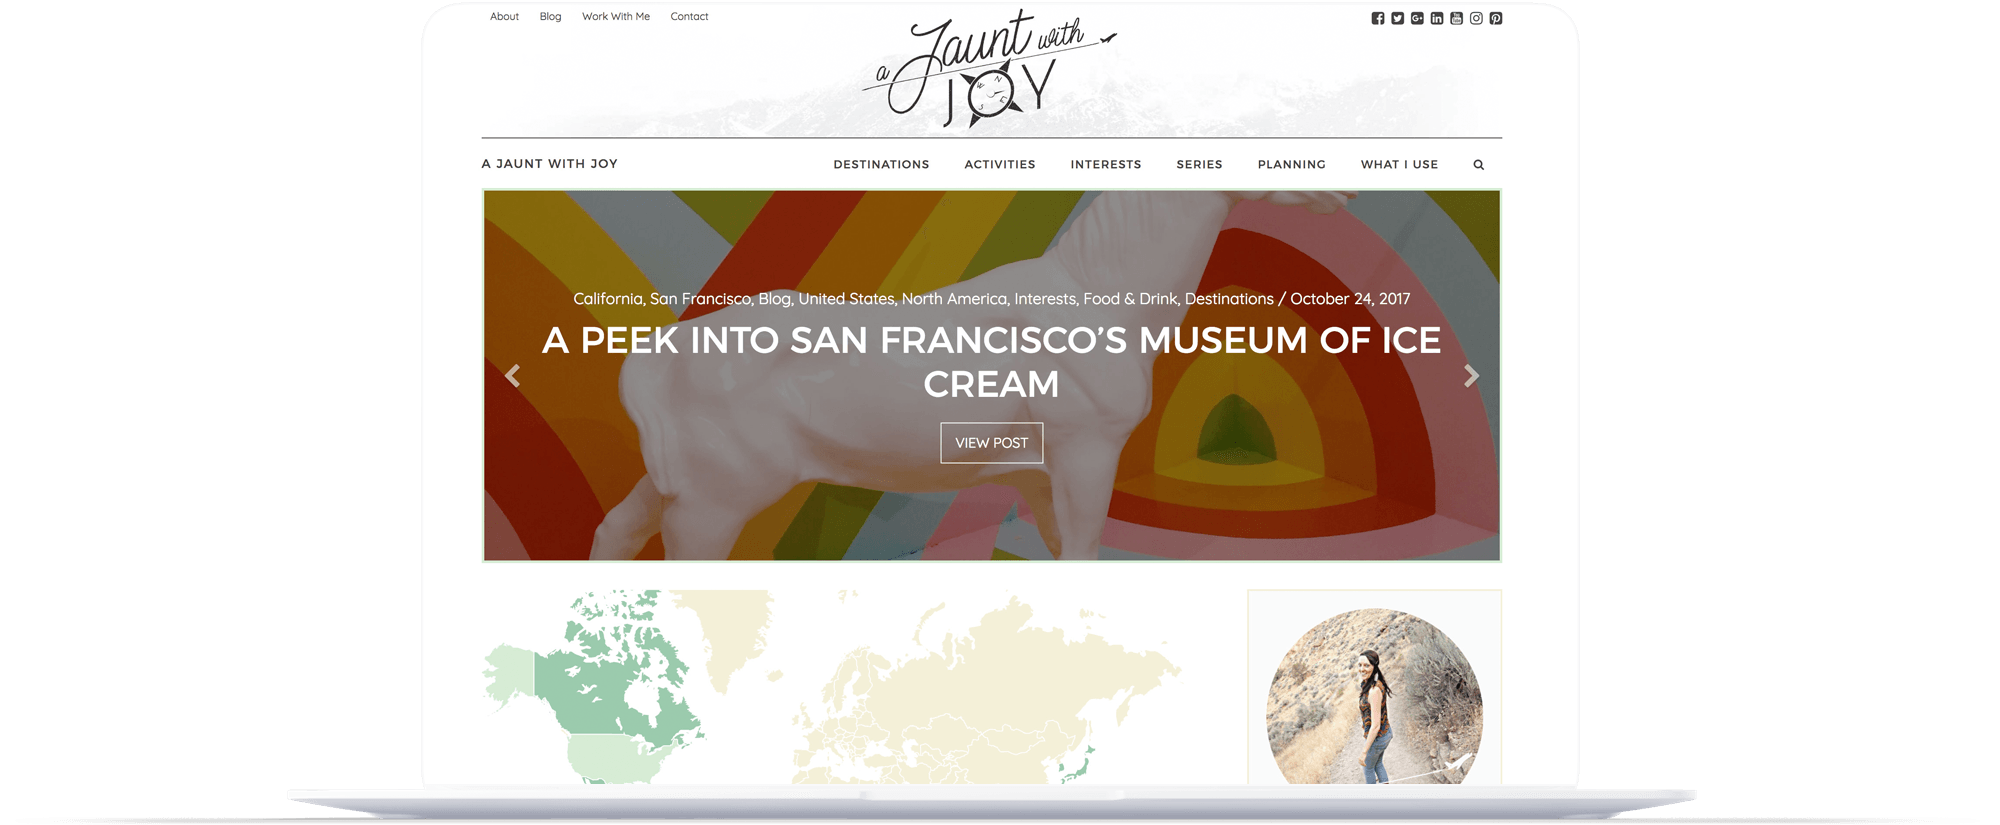 About Blog Work With Me Contact
a Jaunt with
JOY
N
W
E
S
A JAUNT WITH JOY DESTINATIONS ACTIVITIES INTERESTS SERIES PLANNING WHAT I USE
California, San Francisco, Blog, United States, North America, Interests, Food & Drink, Destinations / October 24, 2017
A PEEK INTO SAN FRANCISCO’S MUSEUM OF ICE
CREAM
VIEW POST